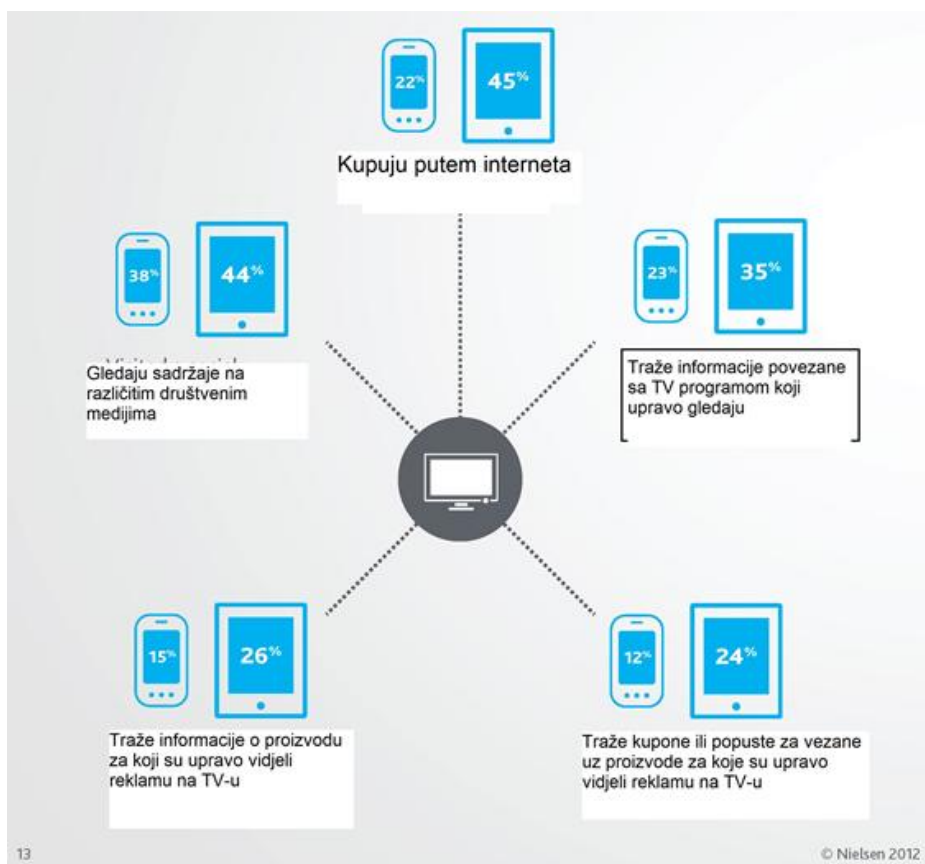 22%
45%
Kupuju putem interneta
38%
44%
Gledaju sadržaje na
različitim društvenim
medijima
23%
35%
Traže informacije povezane
sa TV programom koji
upravo gledaju
15%
26%
Traže informacije o proizvodu
za koji su upravo vidjeli
reklamu na TV-u
12%
24%
Traže kupone ili popuste za vezane
uz proizvode za koje su upravo
vidjeli reklamu na TV-u
13
© Nielsen 2012